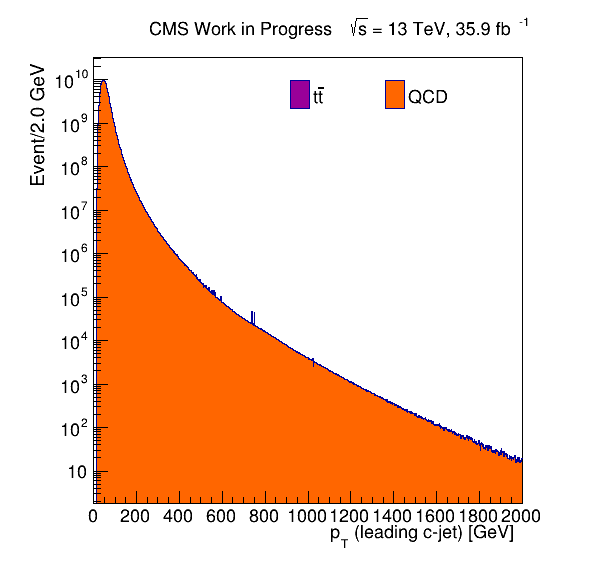 CMS Work in Progress √s = 13 TeV, 35.9 fb⁻¹
Event/2.0 GeV
tt̄ QCD
10¹⁰
10⁹
10⁸
10⁷
10⁶
10⁵
10⁴
10³
10²
10
0 200 400 600 800 1000 1200 1400 1600 1800 2000
p_T (leading c-jet) [GeV]